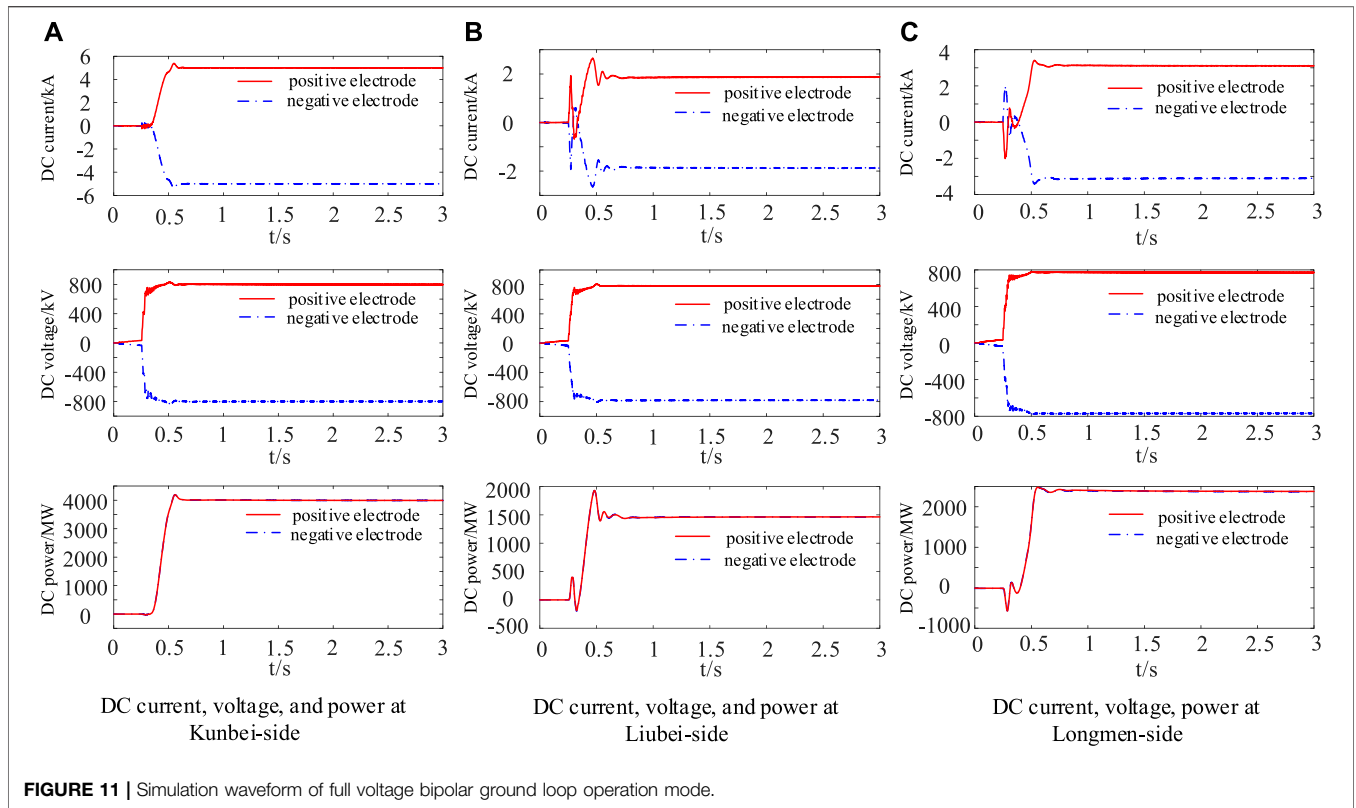 A
DC current/kA
6
4
2
0
-2
-4
6
positive electrode
negative electrode
0 0.5 1 1.5 2 2.5 3
t/s
DC voltage/kV
800
400
0
-400
-800
positive electrode
negative electrode
0 0.5 1 1.5 2 2.5 3
t/s
DC power/MW
4000
3000
2000
1000
0
positive electrode
negative electrode
0 0.5 1 1.5 2 2.5 3
t/s
DC current, voltage, and power at
Kunbei-side
B
DC current/kA
2
0
-2
positive electrode
negative electrode
0 0.5 1 1.5 2 2.5 3
t/s
DC voltage/kV
800
400
0
-400
-800
positive electrode
negative electrode
0 0.5 1 1.5 2 2.5 3
t/s
DC power/MW
2000
1500
1000
500
0
-500
positive electrode
negative electrode
0 0.5 1 1.5 2 2.5 3
t/s
DC current, voltage, and power at
Liubei-side
C
DC current/kA
4
2
0
-2
-4
positive electrode
negative electrode
0 0.5 1 1.5 2 2.5 3
t/s
DC voltage/kV
800
400
0
-400
-800
positive electrode
negative electrode
0 0.5 1 1.5 2 2.5 3
t/s
DC power/MW
2000
1000
0
-1000
positive electrode
negative electrode
0 0.5 1 1.5 2 2.5 3
t/s
DC current, voltage, power at
Longmen-side
FIGURE 11 | Simulation waveform of full voltage bipolar ground loop operation mode.